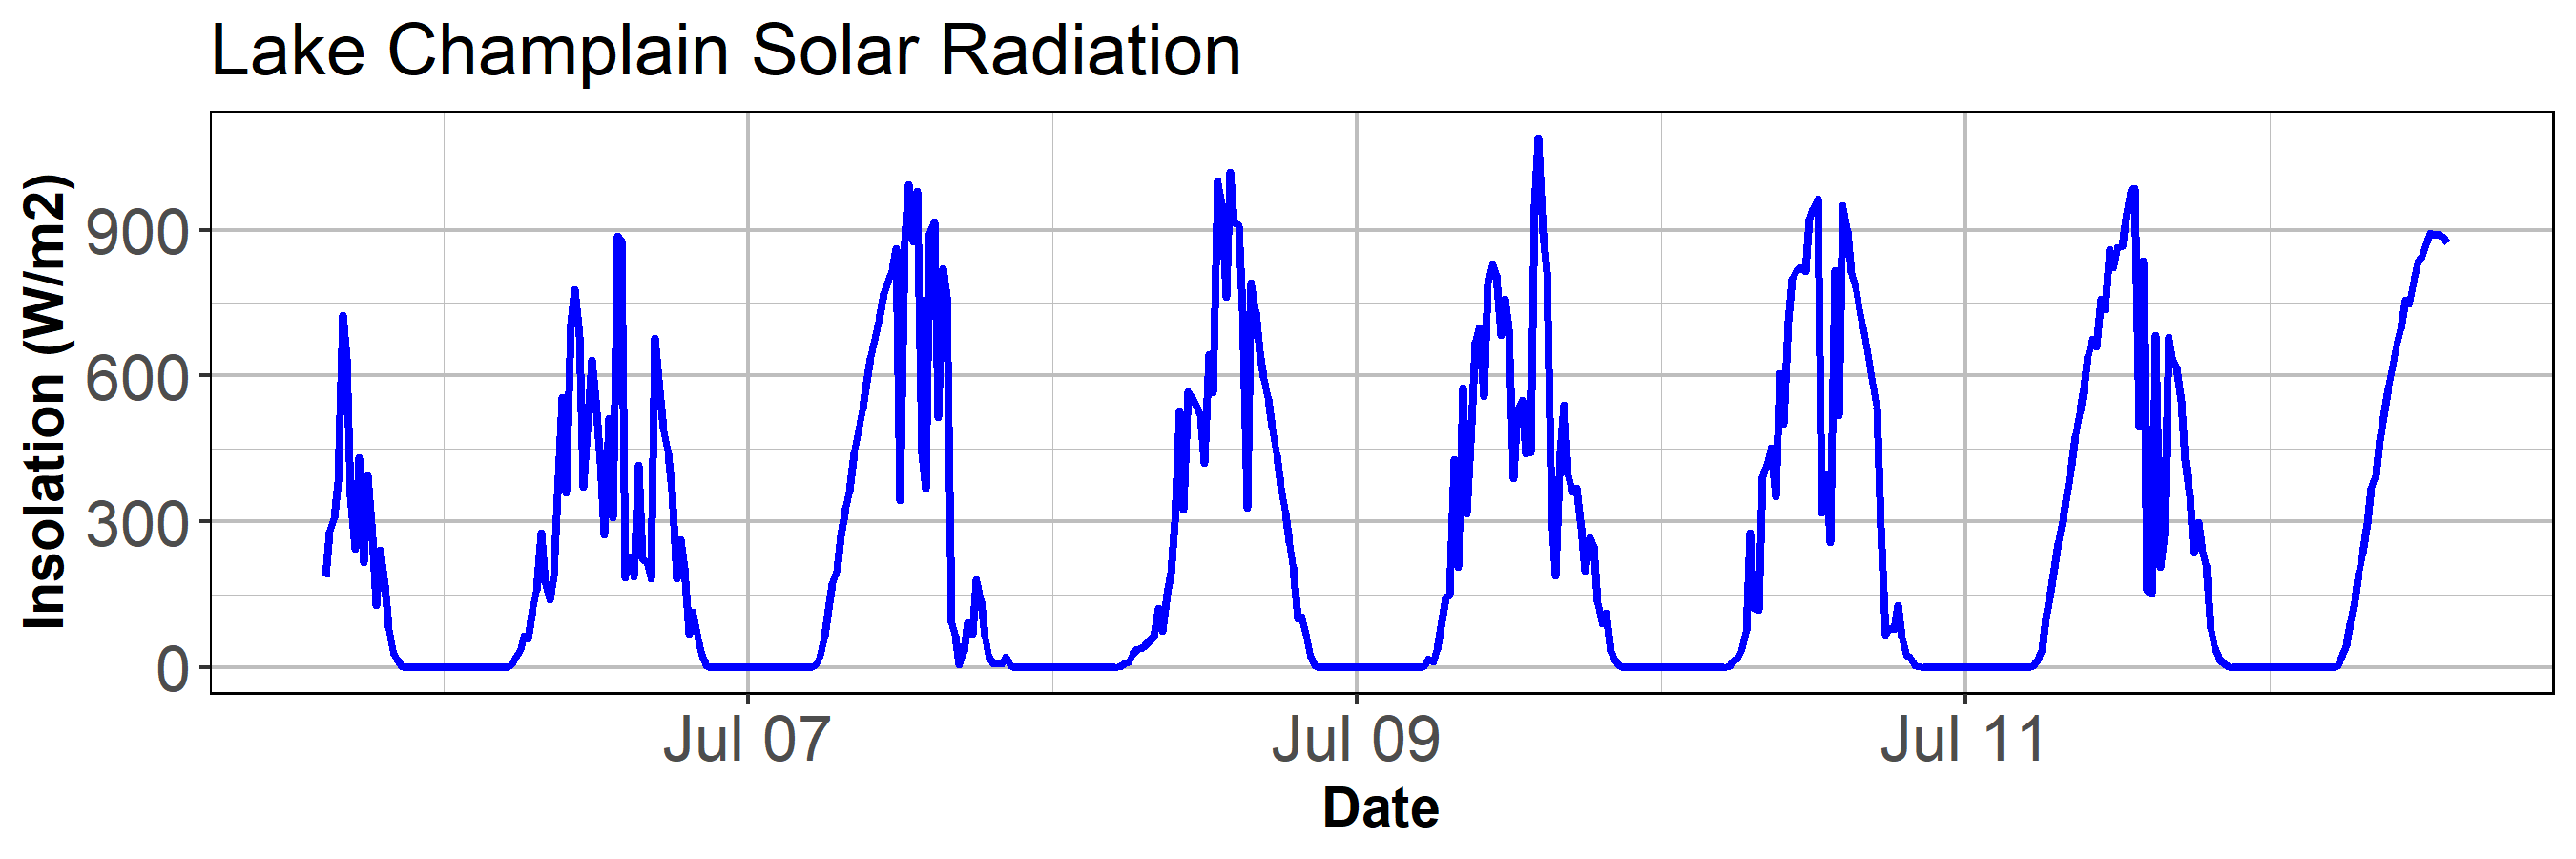 Lake Champlain Solar Radiation
Insolation (W/m2)
900
600
300
0
Jul 07
Jul 09
Jul 11
Date